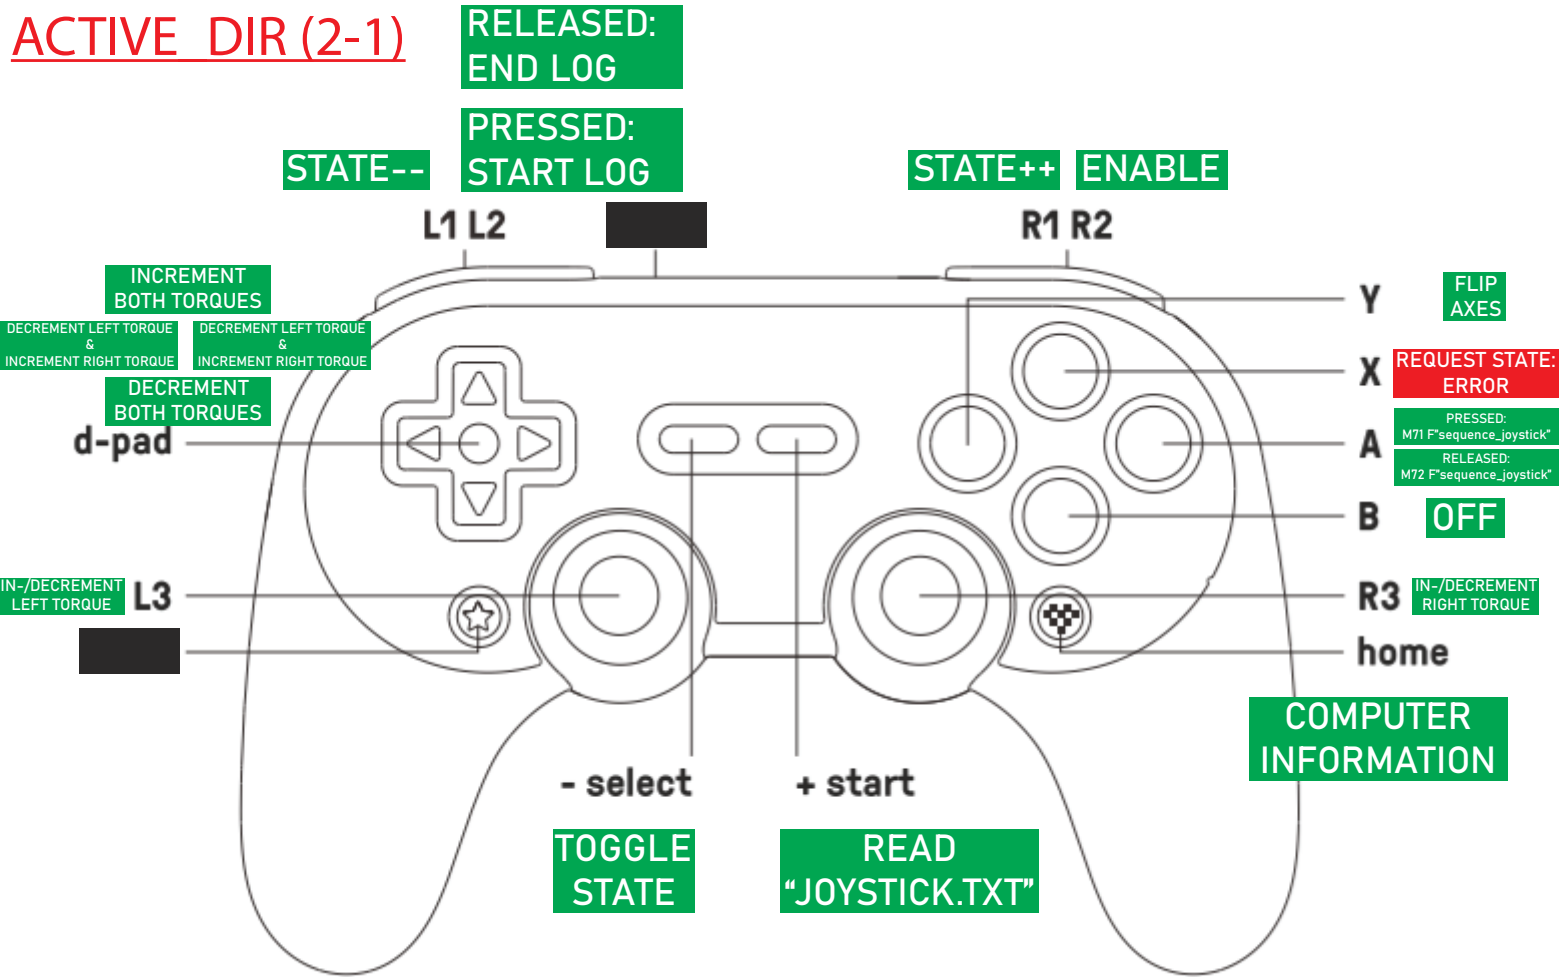 ACTIVE_DIR (2-1)
RELEASED:
END LOG
PRESSED:
START LOG
STATE--
STATE++
ENABLE
L1 L2
R1 R2
INCREMENT
BOTH TORQUES
DECREMENT LEFT TORQUE
&
INCREMENT RIGHT TORQUE
DECREMENT LEFT TORQUE
&
INCREMENT RIGHT TORQUE
DECREMENT
BOTH TORQUES
d-pad
Y
FLIP
AXES
X
REQUEST STATE:
ERROR
A
PRESSED:
M71 F"sequence_joystick"
RELEASED:
M72 F"sequence_joystick"
B
OFF
IN-/DECREMENT
LEFT TORQUE
L3
R3
IN-/DECREMENT
RIGHT TORQUE
home
COMPUTER
INFORMATION
- select
+ start
TOGGLE
STATE
READ
“JOYSTICK.TXT”